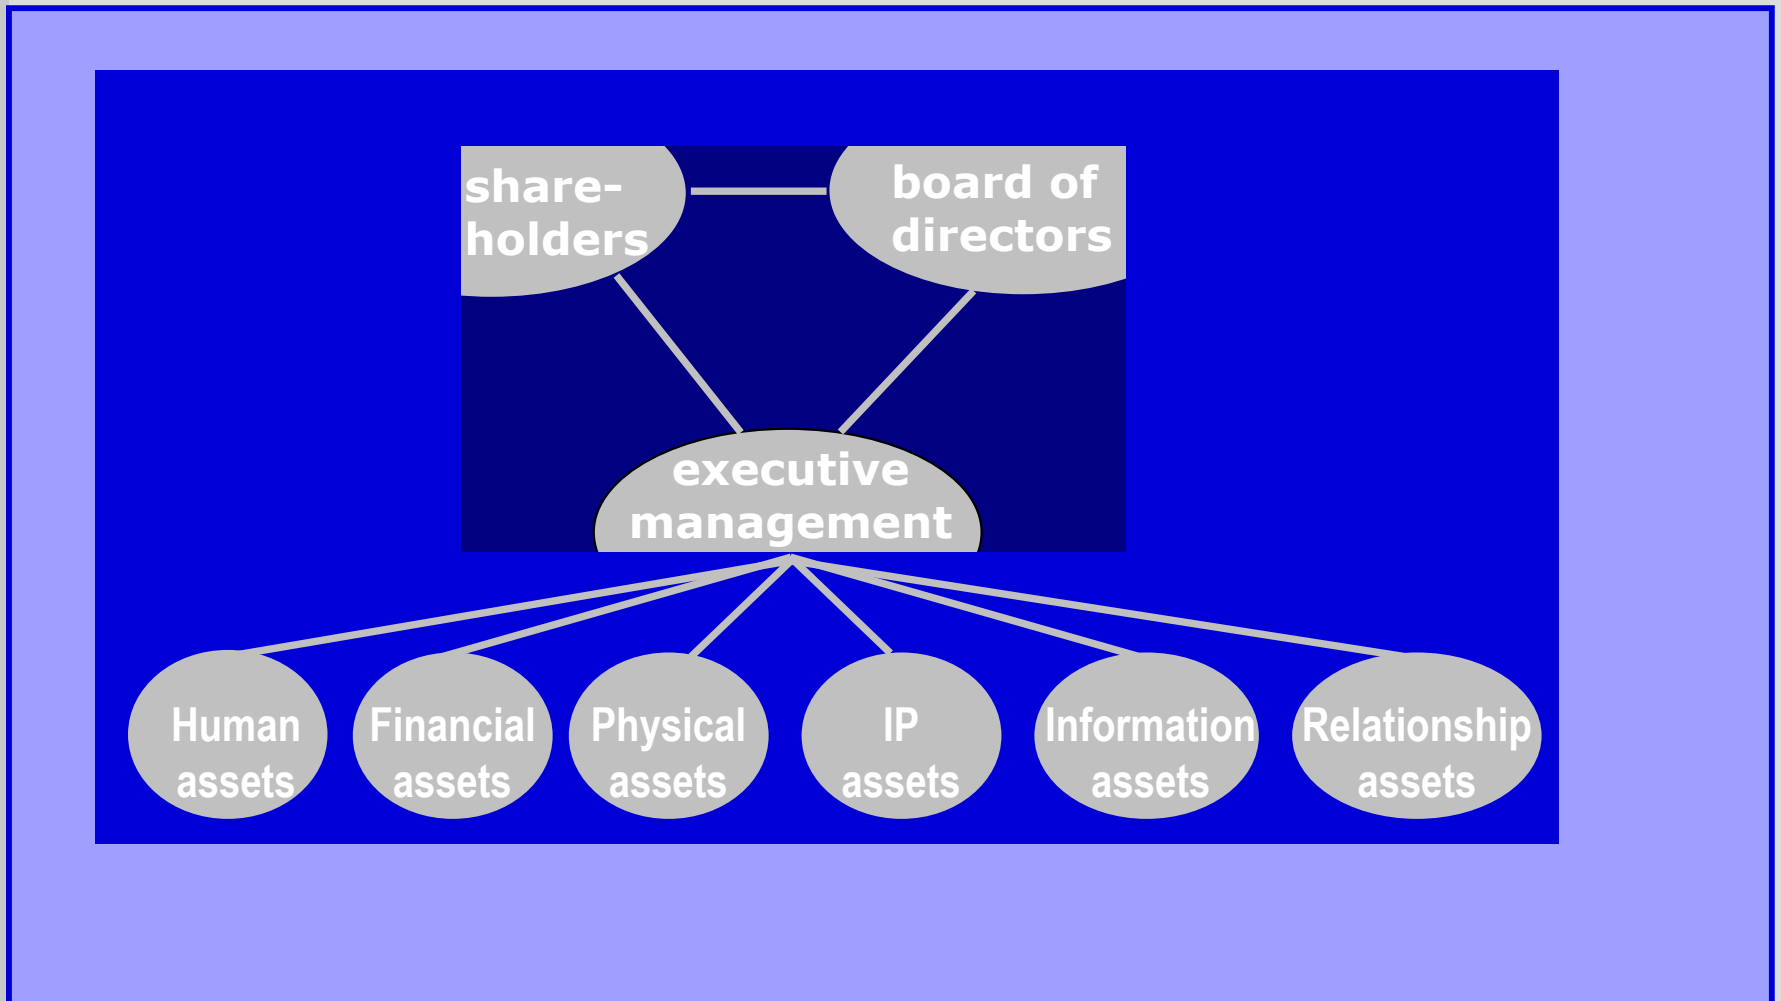 share-
holders
board of
directors
executive
management
Human
assets
Financial
assets
Physical
assets
IP
assets
Information
assets
Relationship
assets